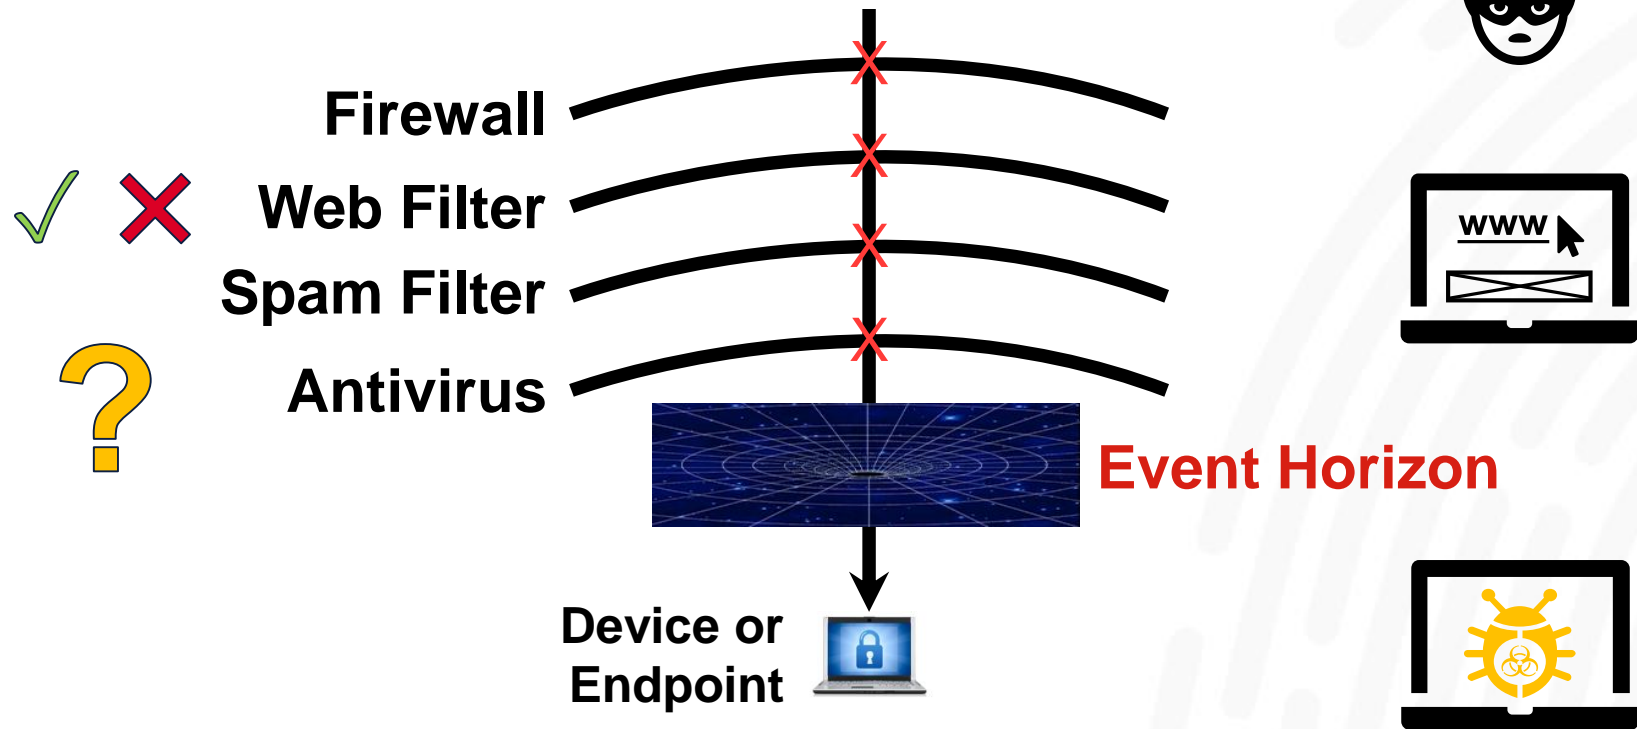 X
Firewall
X
Web Filter
www
X
Spam Filter
X
Antivirus
Event Horizon
?
Device or
Endpoint